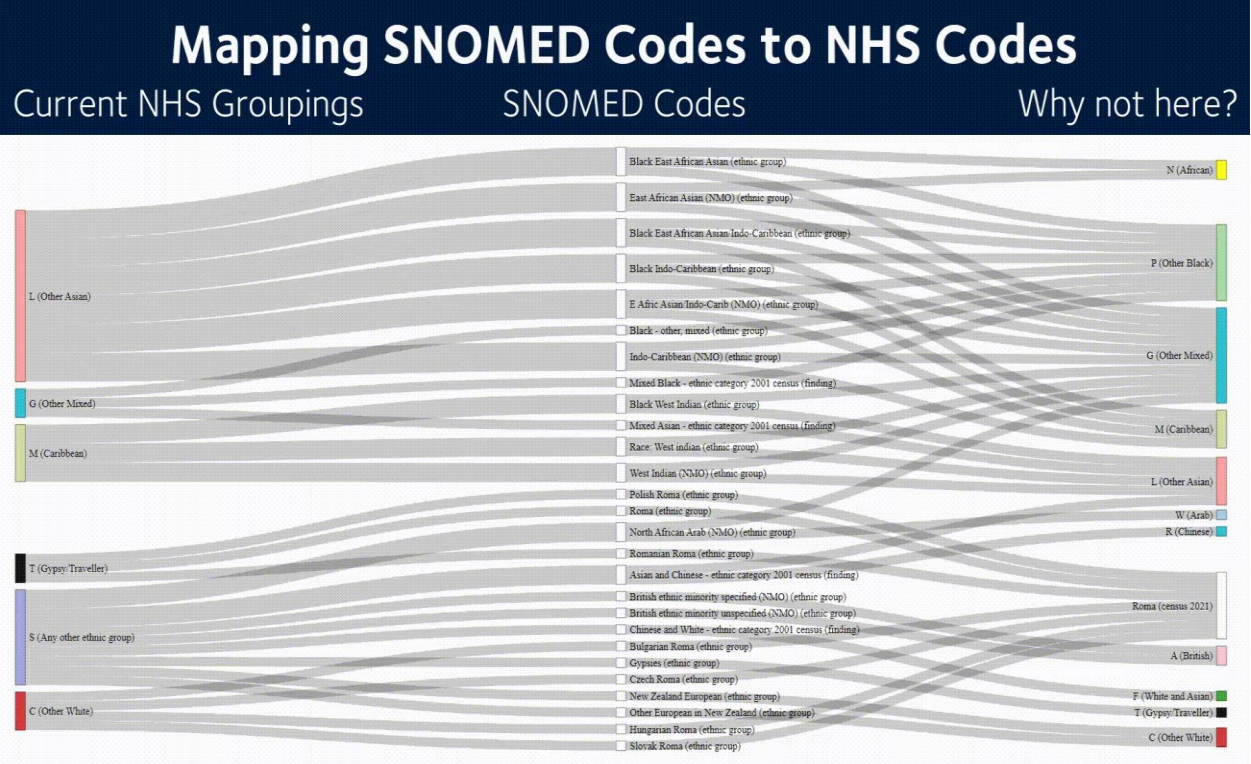 Mapping SNOMED Codes to NHS Codes
Current NHS Groupings
SNOMED Codes
Why not here?
L (Other Asian)
G (Other Mixed)
M (Caribbean)
T (Gypsy/Traveller)
S (Any other ethnic group)
C (Other White)
Black East African Asian (ethnic group)
East African Asian (NMO) (ethnic group)
Black East African Asian/Indo-Caribbean (ethnic group)
Black Indo-Caribbean (ethnic group)
E Afric Asian/Indo-Carib (NMO) (ethnic group)
Black - other, mixed (ethnic group)
Indo-Caribbean (NMO) (ethnic group)
Mixed Black - ethnic category 2001 census (finding)
Black West Indian (ethnic group)
Mixed Asian - ethnic category 2001 census (finding)
Race: West indian (ethnic group)
West Indian (NMO) (ethnic group)
Polish Roma (ethnic group)
Roma (ethnic group)
North African Arab (NMO) (ethnic group)
Romanian Roma (ethnic group)
Asian and Chinese - ethnic category 2001 census (finding)
British ethnic minority specified (NMO) (ethnic group)
British ethnic minority unspecified (NMO) (ethnic group)
Chinese and White - ethnic category 2001 census (finding)
Bulgarian Roma (ethnic group)
Gypsies (ethnic group)
Czech Roma (ethnic group)
New Zealand European (ethnic group)
Other European in New Zealand (ethnic group)
Hungarian Roma (ethnic group)
Slovak Roma (ethnic group)
N (African)
P (Other Black)
G (Other Mixed)
M (Caribbean)
L (Other Asian)
W (Arab)
R (Chinese)
Roma (census 2021)
A (British)
F (White and Asian)
T (Gypsy/Traveller)
C (Other White)